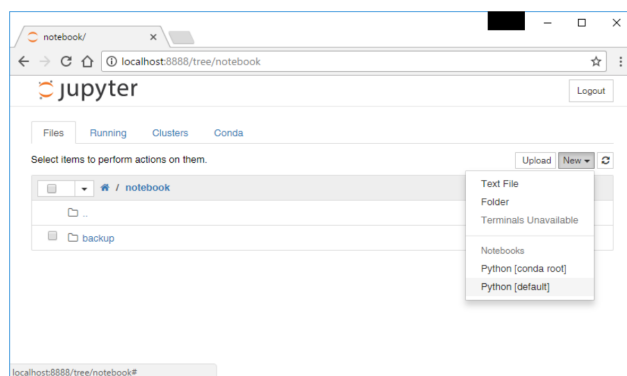 notebook/
localhost:8888/tree/notebook
jupyter
Logout
Files Running Clusters Conda
Select items to perform actions on them.
Upload New
/ notebook
..
backup
Text File
Folder
Terminals Unavailable
Notebooks
Python [conda root]
Python [default]
localhost:8888/tree/notebook#